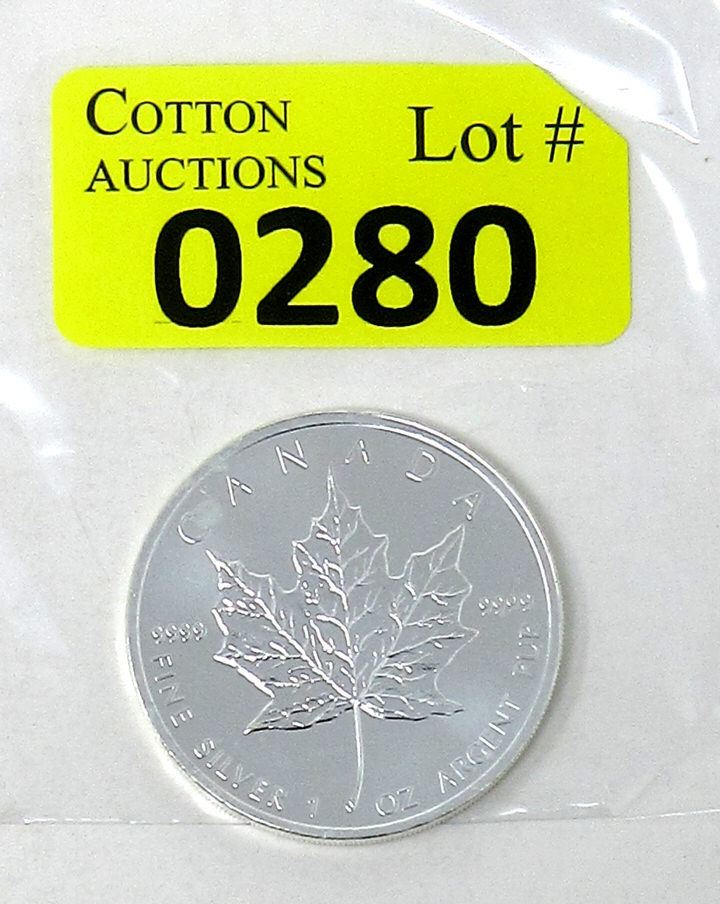 COTTON
AUCTIONS
Lot #
0280
CANADA
9999
9999
FINE SILVER 1 OZ ARGENT PUR